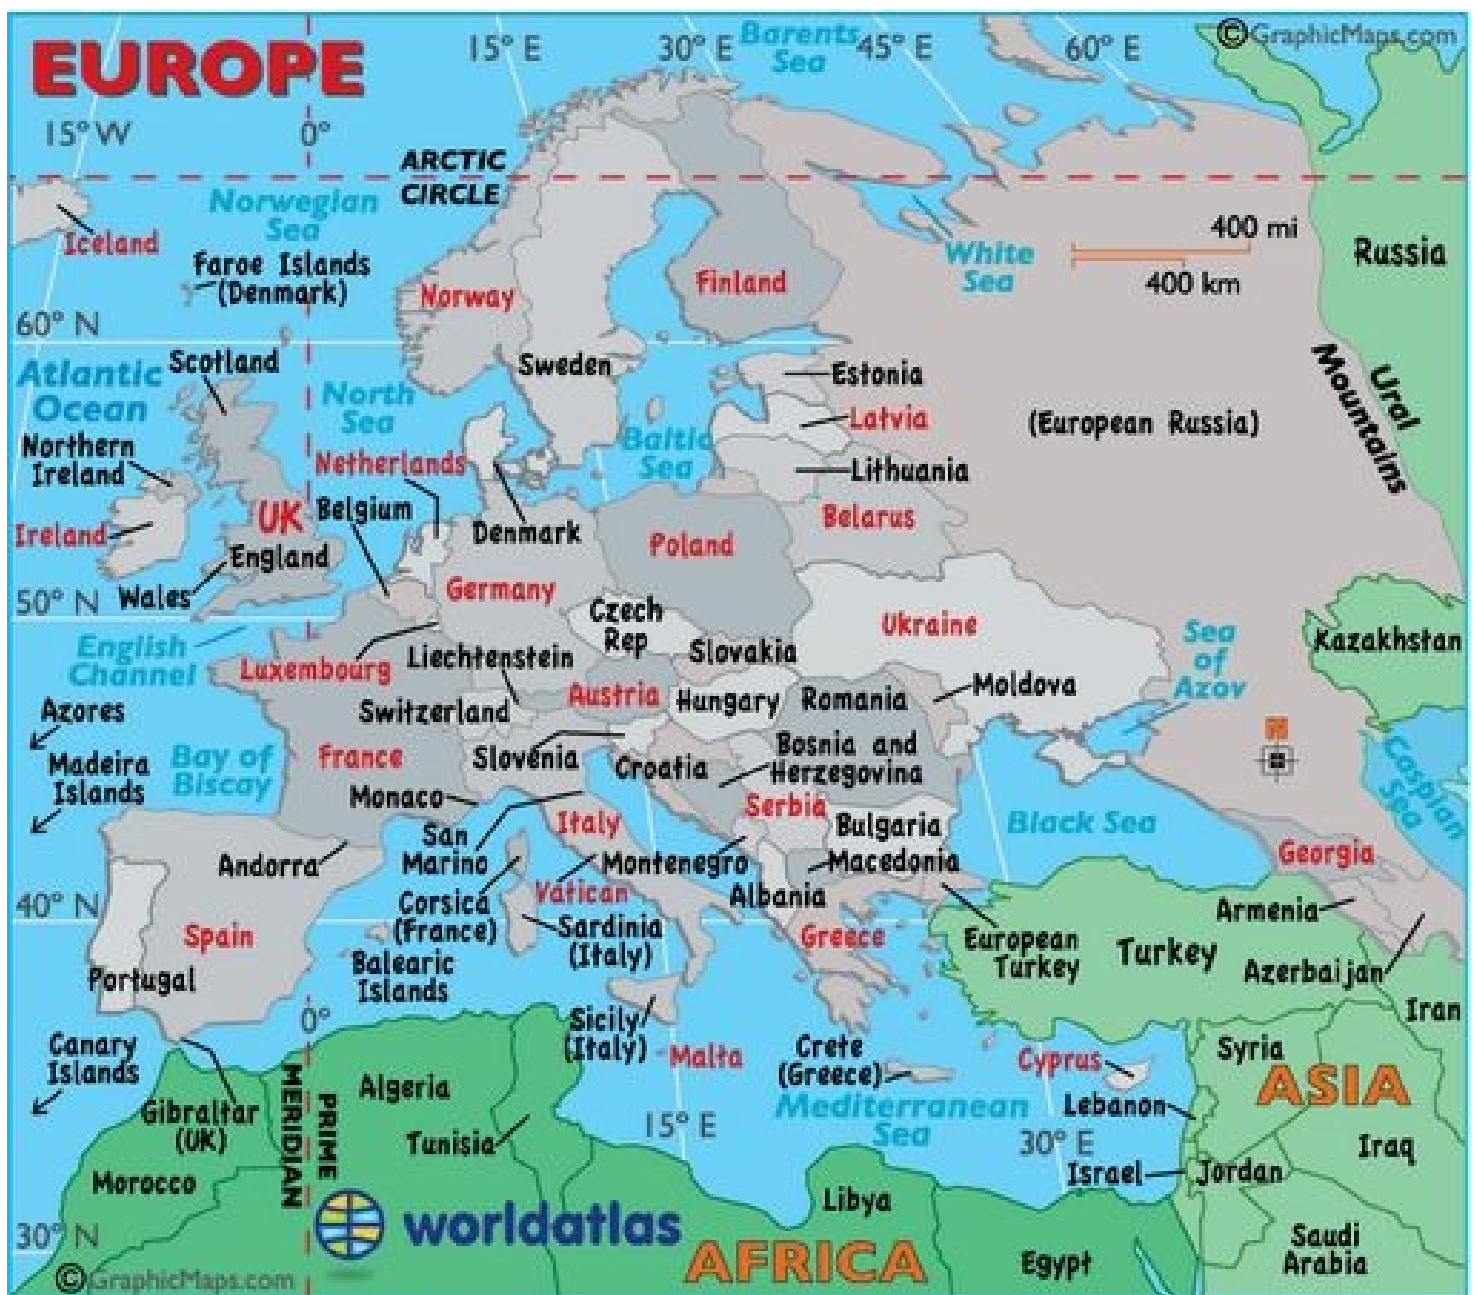 EUROPE
15° E
30° E
Barents
Sea
45° E
60° E
©GraphicMaps.com
15° W
0°
ARCTIC
CIRCLE
Norwegian
Sea
Iceland
Faroe Islands
(Denmark)
400 mi
400 km
White
Sea
Russia
Norway
Finland
60° N
Scotland
Sweden
Estonia
Ural
Mountains
Atlantic
Ocean
North
Sea
Latvia
(European Russia)
Northern
Ireland
Baltic
Sea
Netherlands
Lithuania
UK
Belgium
Belarus
Ireland
Denmark
Poland
England
50° N
Wales
Germany
Czech
Rep
Ukraine
Sea
of
Azov
Kazakhstan
English
Channel
Luxembourg
Liechtenstein
Slovakia
Austria
Hungary
Romania
Moldova
Azores
Switzerland
Madeira
Islands
Bay of
Biscay
France
Slovenia
Croatia
Bosnia and
Herzegovina
Caspian
Sea
Monaco
Serbia
San
Marino
Italy
Bulgaria
Black Sea
Andorra
Montenegro
Macedonia
Georgia
Vatican
Albania
40° N
Corsica
(France)
Sardinia
(Italy)
Armenia
Spain
Greece
European
Turkey
Turkey
Azerbaijan
Portugal
Balearic
Islands
Iran
0°
Sicily
(Italy)
Malta
Crete
(Greece)
Cyprus
Syria
Canary
Islands
ASIA
Algeria
MERIDIAN
PRIME
Gibraltar
(UK)
Mediterranean
Sea
Lebanon
15° E
30° E
Tunisia
Iraq
Morocco
Israel
Jordan
Libya
worldatlas
30° N
AFRICA
Egypt
Saudi
Arabia
©GraphicMaps.com